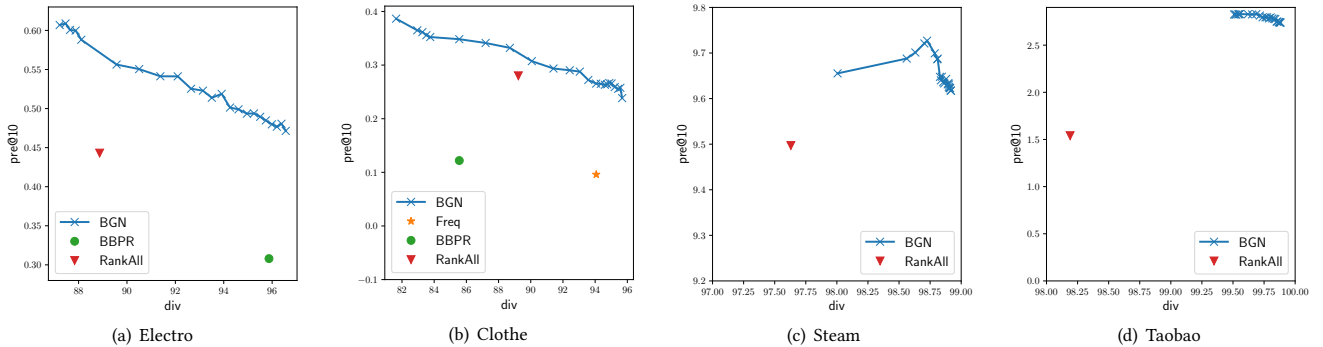 0.60
0.55
0.50
0.45
0.40
0.35
0.30
pre@10
88
90
92
94
96
div
BGN
BBPR
RankAll
(a) Electro
0.4
0.3
0.2
0.1
0.0
−0.1
pre@10
82
84
86
88
90
92
94
96
div
BGN
Freq
BBPR
RankAll
(b) Clothe
9.8
9.7
9.6
9.5
9.4
9.3
9.2
pre@10
97.00
97.25
97.50
97.75
98.00
98.25
98.50
98.75
99.00
div
BGN
RankAll
(c) Steam
2.5
2.0
1.5
1.0
0.5
0.0
pre@10
98.00
98.25
98.50
98.75
99.00
99.25
99.50
99.75
100.00
div
BGN
RankAll
(d) Taobao